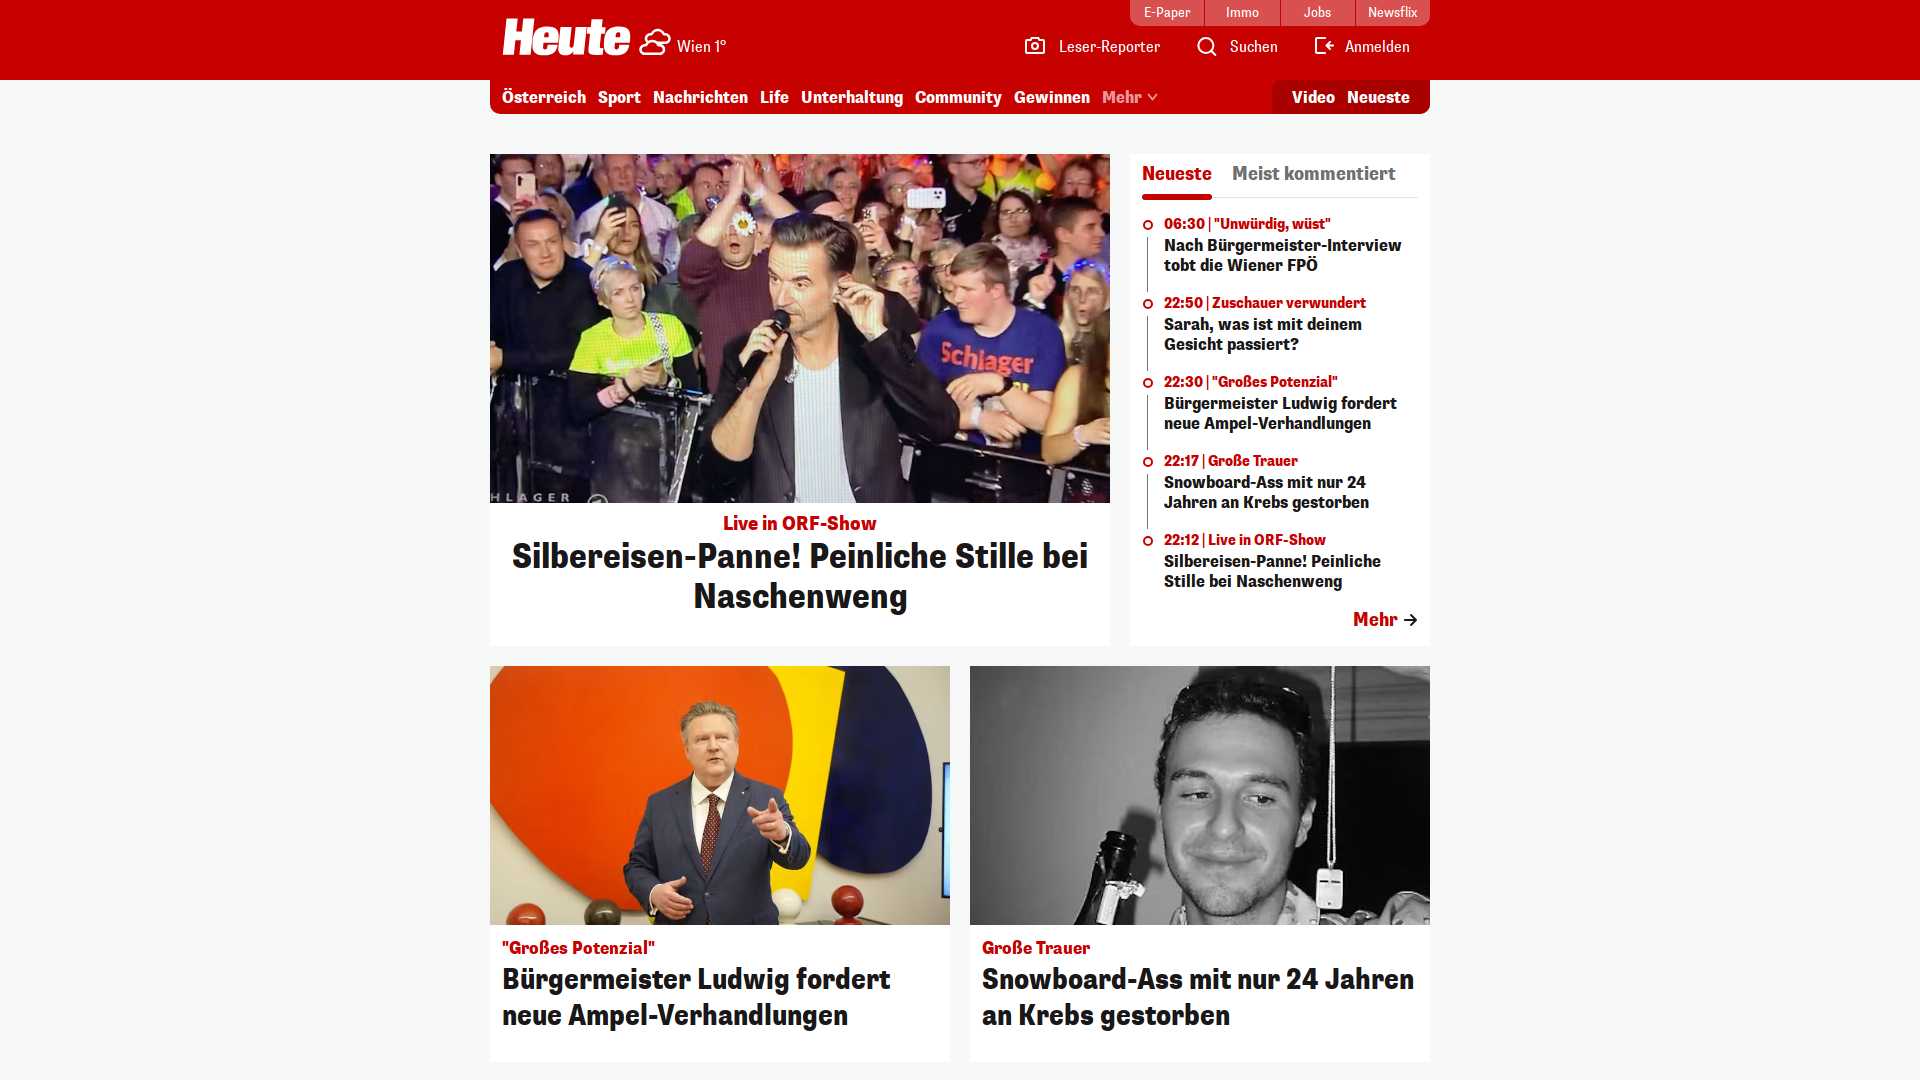 E-Paper
Immo
Jobs
Newsflix
Heute
Wien 1°
Leser-Reporter
Suchen
Anmelden
Österreich
Sport
Nachrichten
Life
Unterhaltung
Community
Gewinnen
Mehr
Video
Neueste
Schlager
HLAGER
Live in ORF-Show
Silbereisen-Panne! Peinliche Stille bei
Naschenweng
Neueste
Meist kommentiert
06:30 | "Unwürdig, wüst"
Nach Bürgermeister-Interview
tobt die Wiener FPÖ
22:50 | Zuschauer verwundert
Sarah, was ist mit deinem
Gesicht passiert?
22:30 | "Großes Potenzial"
Bürgermeister Ludwig fordert
neue Ampel-Verhandlungen
22:17 | Große Trauer
Snowboard-Ass mit nur 24
Jahren an Krebs gestorben
22:12 | Live in ORF-Show
Silbereisen-Panne! Peinliche
Stille bei Naschenweng
Mehr
"Großes Potenzial"
Bürgermeister Ludwig fordert
neue Ampel-Verhandlungen
Große Trauer
Snowboard-Ass mit nur 24 Jahren
an Krebs gestorben